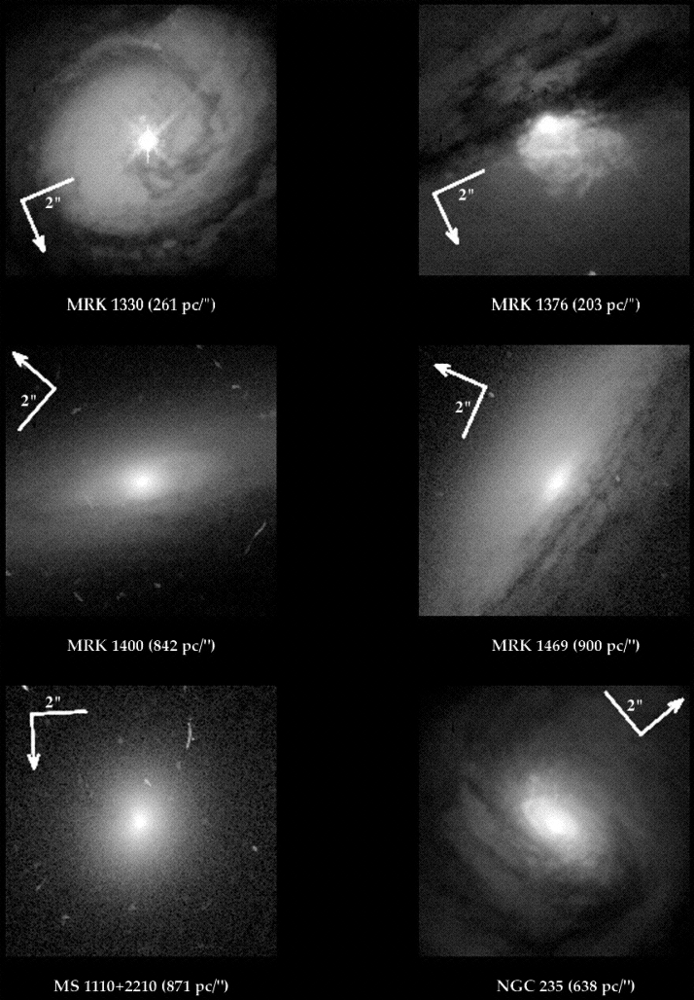 2"
2"
MRK 1330 (261 pc/")
MRK 1376 (203 pc/")
2"
2"
MRK 1400 (842 pc/")
MRK 1469 (900 pc/")
2"
2"
MS 1110+2210 (871 pc/")
NGC 235 (638 pc/")